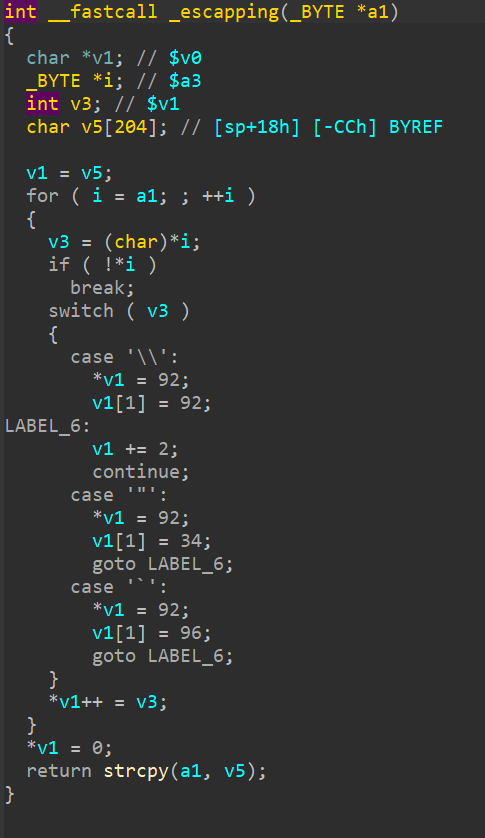 int __fastcall _escapping(_BYTE *a1)
{
  char *v1; // $v0
  _BYTE *i; // $a3
  int v3; // $v1
  char v5[204]; // [sp+18h] [-CCh] BYREF

  v1 = v5;
  for ( i = a1; ; ++i )
  {
    v3 = (char)*i;
    if ( !*i )
      break;
    switch ( v3 )
    {
      case '\\':
        *v1 = 92;
        v1[1] = 92;
LABEL_6:
        v1 += 2;
        continue;
      case '"':
        *v1 = 92;
        v1[1] = 34;
        goto LABEL_6;
      case '`':
        *v1 = 92;
        v1[1] = 96;
        goto LABEL_6;
    }
    *v1++ = v3;
  }
  *v1 = 0;
  return strcpy(a1, v5);
}